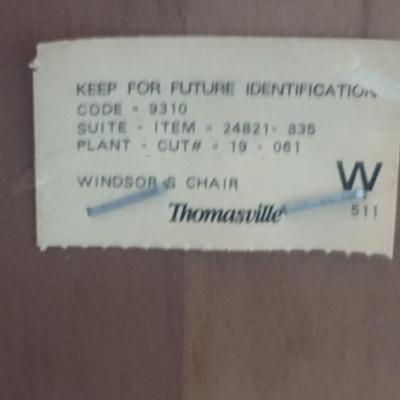 KEEP FOR FUTURE IDENTIFICATION
CODE - 9310
SUITE - ITEM - 24821- 835
PLANT - CUT# - 19 - 061
WINDSOR S CHAIR W
Thomasville 511